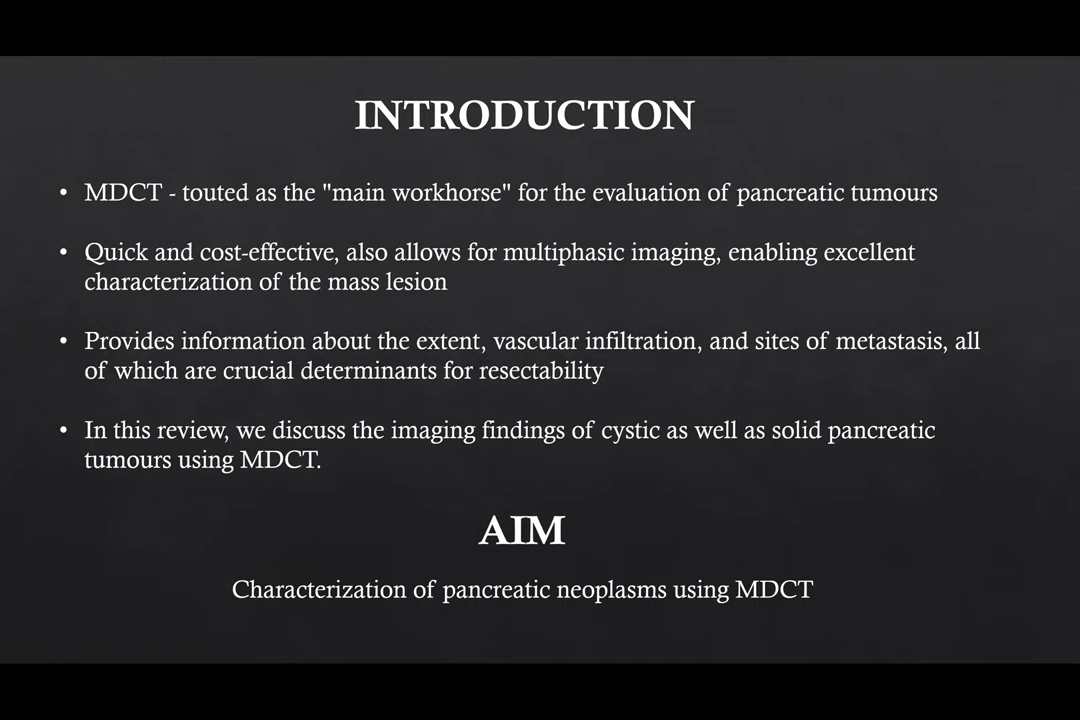 INTRODUCTION
• MDCT - touted as the "main workhorse" for the evaluation of pancreatic tumours
• Quick and cost-effective, also allows for multiphasic imaging, enabling excellent
characterization of the mass lesion
• Provides information about the extent, vascular infiltration, and sites of metastasis, all
of which are crucial determinants for resectability
• In this review, we discuss the imaging findings of cystic as well as solid pancreatic
tumours using MDCT.
AIM
Characterization of pancreatic neoplasms using MDCT